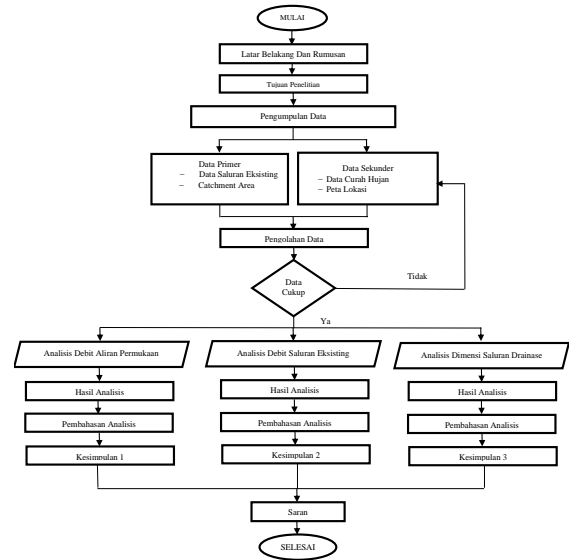 MULAI
Latar Belakang Dan Rumusan
Tujuan Penelitian
Pengumpulan Data
Data Primer
– Data Saluran Eksisting
– Catchment Area
Data Sekunder
– Data Curah Hujan
– Peta Lokasi
Pengolahan Data
Data
Cukup
Tidak
Ya
Analisis Debit Aliran Permukaan
Hasil Analisis
Pembahasan Analisis
Kesimpulan 1
Analisis Debit Saluran Eksisting
Hasil Analisis
Pembahasan Analisis
Kesimpulan 2
Analisis Dimensi Saluran Drainase
Hasil Analisis
Pembahasan Analisis
Kesimpulan 3
Saran
SELESAI